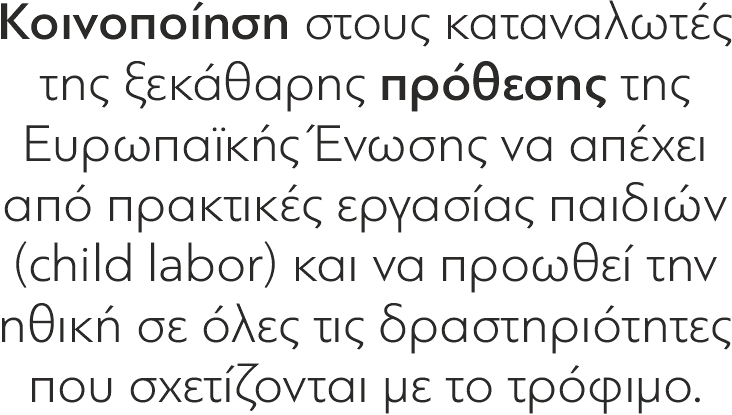 Κοινοποίηση στους καταναλωτές
της ξεκάθαρης πρόθεσης της
Ευρωπαϊκής Ένωσης να απέχει
από πρακτικές εργασίας παιδιών
(child labor) και να προωθεί την
ηθική σε όλες τις δραστηριότητες
που σχετίζονται με το τρόφιμο.